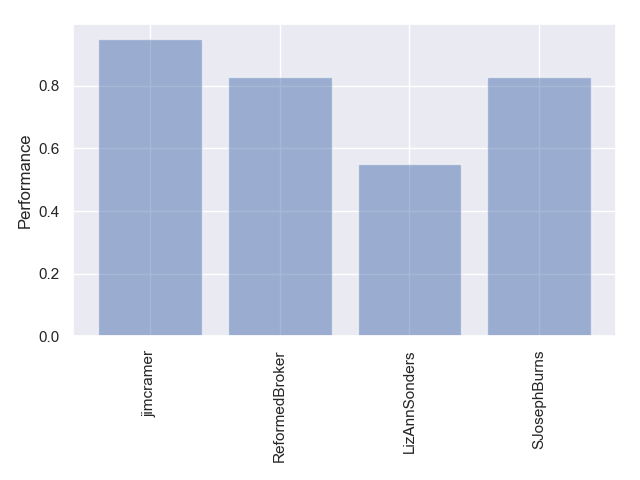 Performance
0.8
0.6
0.4
0.2
0.0
jimcramer
ReformedBroker
LizAnnSonders
SJosephBurns